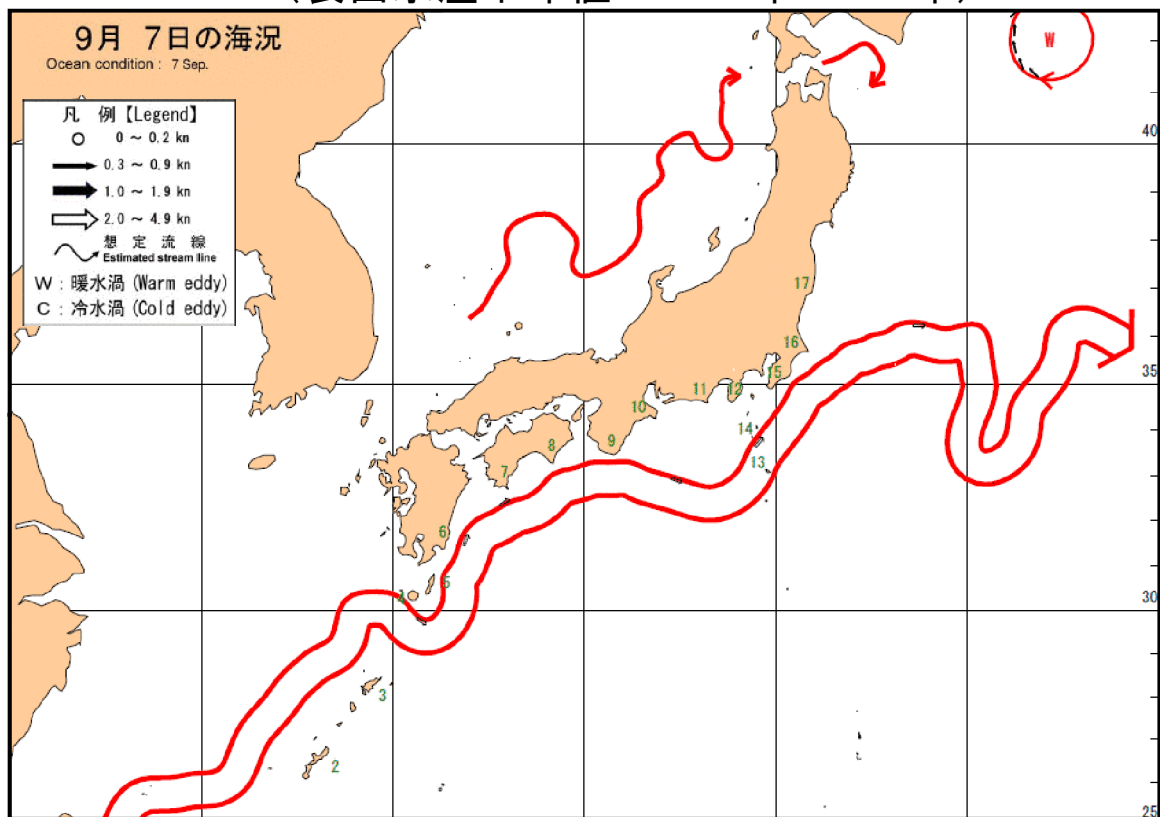 9月 7日の海況
Ocean condition : 7 Sep.
凡 例【Legend】
0 ～ 0.2 kn
0.3 ～ 0.9 kn
1.0 ～ 1.9 kn
2.0 ～ 4.9 kn
想 定 流 線
Estimated stream line
W : 暖水渦 (Warm eddy)
C : 冷水渦 (Cold eddy)
W
40
17
16
35
15
12
11
10
14
9
8
13
7
6
5
30
3
2
25